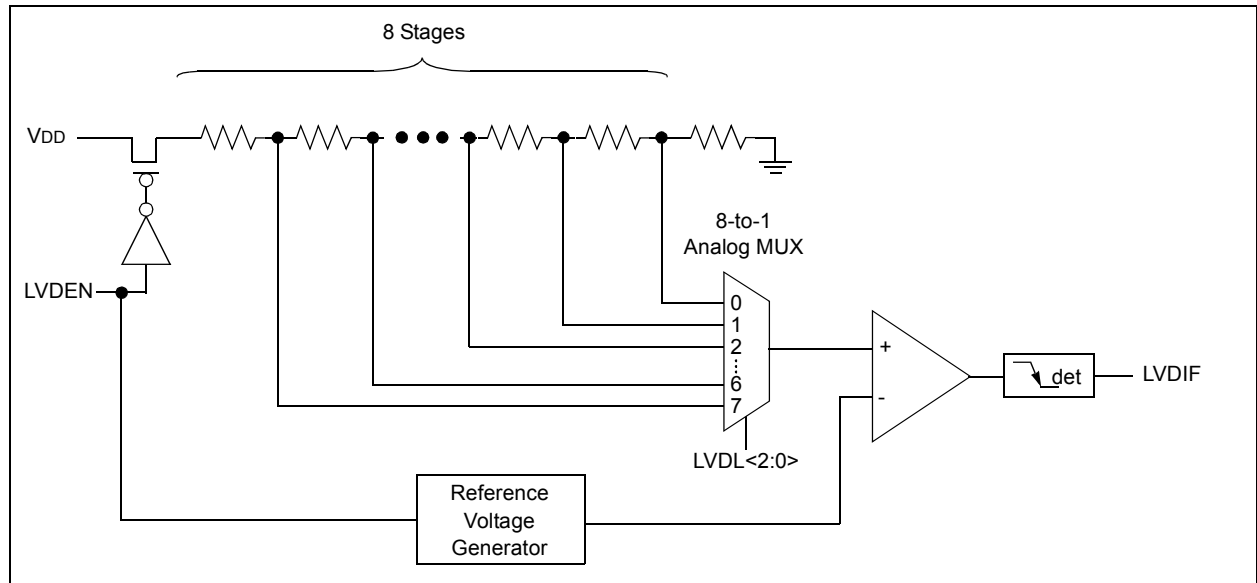 8 Stages
VDD
8-to-1
Analog MUX
LVDEN
0
1
2
6
7
+
-
det
LVDIF
LVDL<2:0>
Reference
Voltage
Generator